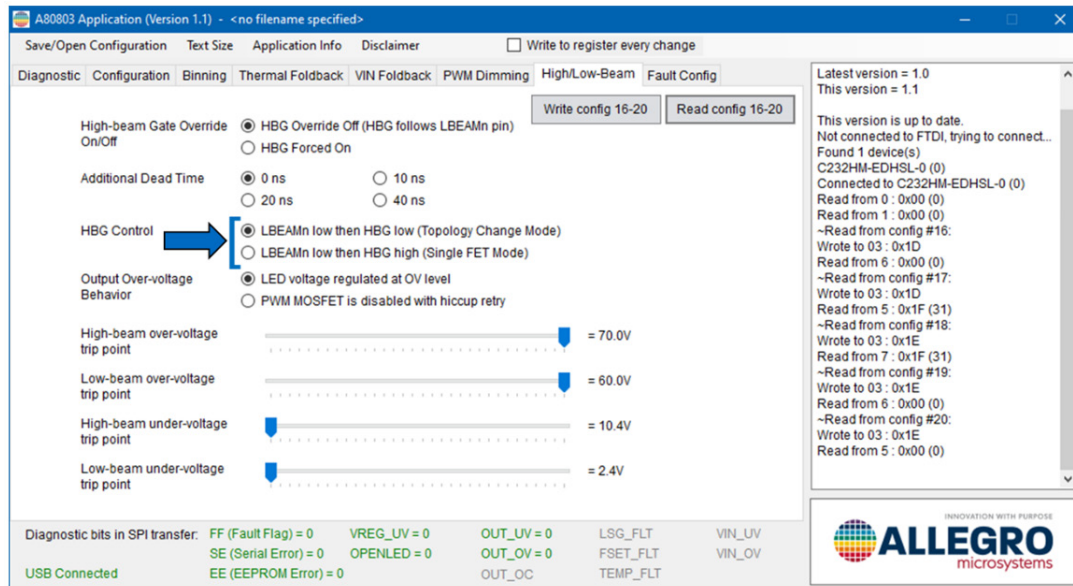 A80803 Application (Version 1.1) - <no filename specified>
Save/Open Configuration Text Size Application Info Disclaimer Write to register every change
Diagnostic Configuration Binning Thermal Foldback VIN Foldback PWM Dimming High/Low-Beam Fault Config
Write config 16-20 Read config 16-20
High-beam Gate Override
On/Off
HBG Override Off (HBG follows LBEAMn pin)
HBG Forced On
Additional Dead Time
0 ns 10 ns
20 ns 40 ns
HBG Control
LBEAMn low then HBG low (Topology Change Mode)
LBEAMn low then HBG high (Single FET Mode)
Output Over-voltage
Behavior
LED voltage regulated at OV level
PWM MOSFET is disabled with hiccup retry
High-beam over-voltage
trip point
= 70.0V
Low-beam over-voltage
trip point
= 60.0V
High-beam under-voltage
trip point
= 10.4V
Low-beam under-voltage
trip point
= 2.4V
Latest version = 1.0
This version = 1.1
This version is up to date.
Not connected to FTDI, trying to connect...
Found 1 device(s)
C232HM-EDHSL-0 (0)
Connected to C232HM-EDHSL-0 (0)
Read from 0 : 0x00 (0)
Read from 1 : 0x00 (0)
~Read from config #16:
Wrote to 03 : 0x1D
Read from 6 : 0x00 (0)
~Read from config #17:
Wrote to 03 : 0x1D
Read from 5 : 0x1F (31)
~Read from config #18:
Wrote to 03 : 0x1E
Read from 7 : 0x1F (31)
~Read from config #19:
Wrote to 03 : 0x1E
Read from 6 : 0x00 (0)
~Read from config #20:
Wrote to 03 : 0x1E
Read from 5 : 0x00 (0)
Diagnostic bits in SPI transfer: FF (Fault Flag) = 0 VREG_UV = 0 OUT_UV = 0 LSG_FLT VIN_UV
SE (Serial Error) = 0 OPENLED = 0 OUT_OV = 0 FSET_FLT VIN_OV
USB Connected EE (EEPROM Error) = 0 OUT_OC TEMP_FLT
INNOVATION WITH PURPOSE
ALLEGRO
microsystems